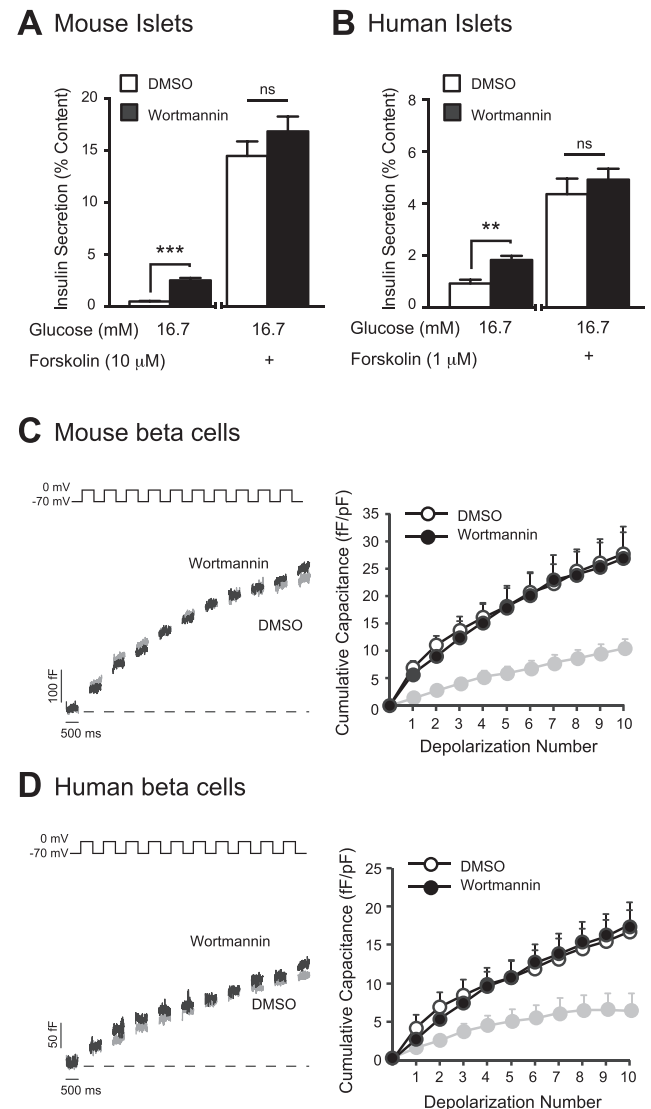 A Mouse Islets
DMSO
Wortmannin
Insulin Secretion (% Content)
20
15
10
5
0
***
ns
Glucose (mM) 16.7 16.7
Forskolin (10 μM) +
B Human Islets
DMSO
Wortmannin
Insulin Secretion (% Content)
8
6
4
2
0
**
ns
Glucose (mM) 16.7 16.7
Forskolin (1 μM) +
C Mouse beta cells
0 mV
-70 mV
Wortmannin
DMSO
100 fF
500 ms
Cumulative Capacitance (fF/pF)
35
30
25
20
15
10
5
0
DMSO
Wortmannin
1 2 3 4 5 6 7 8 9 10
Depolarization Number
D Human beta cells
0 mV
-70 mV
Wortmannin
DMSO
50 fF
500 ms
Cumulative Capacitance (fF/pF)
25
20
15
10
5
0
DMSO
Wortmannin
1 2 3 4 5 6 7 8 9 10
Depolarization Number